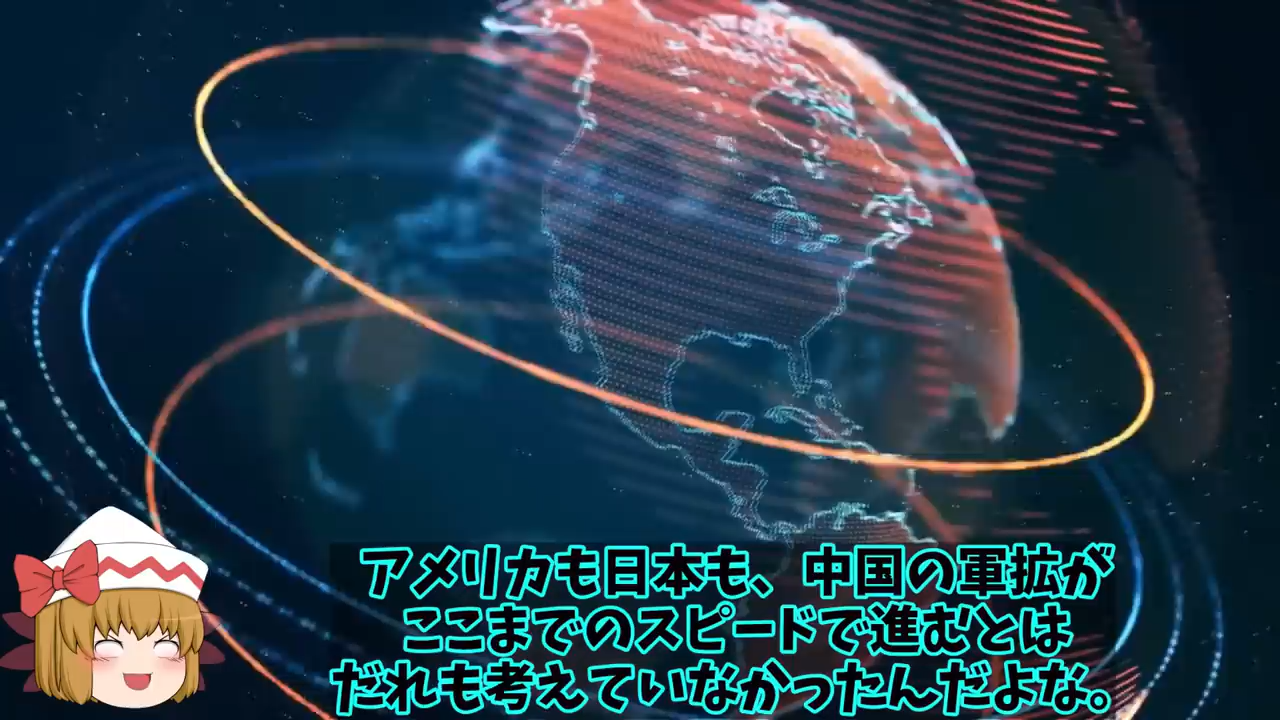 アメリカも日本も、中国の軍拡が
ここまでのスピードで進むとは
だれも考えていなかったんだよな。